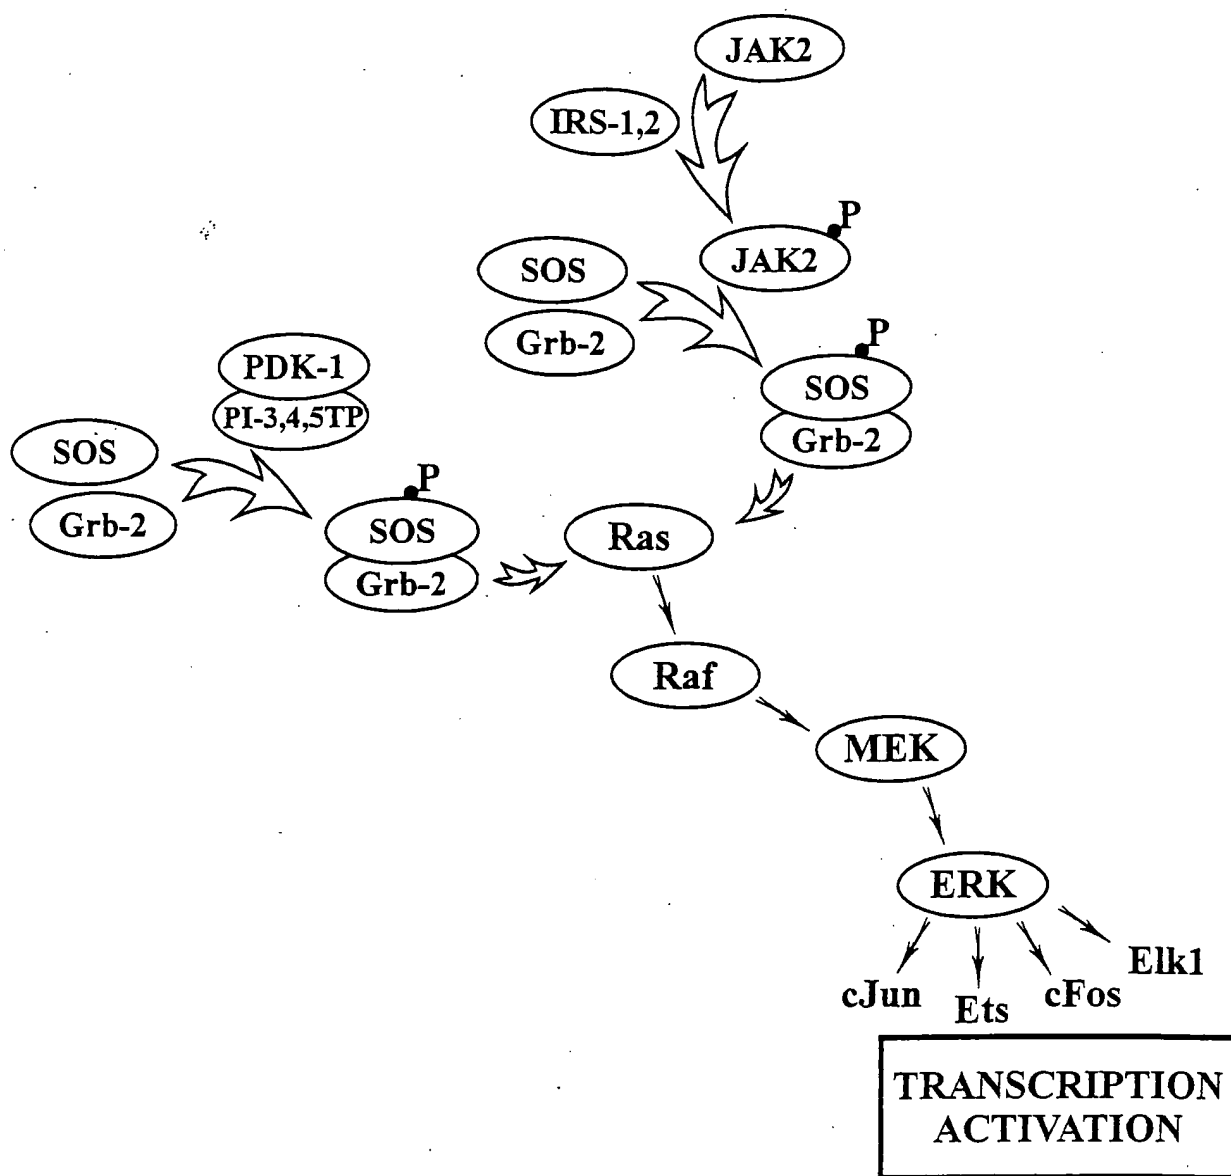 JAK2
IRS-1,2
P
JAK2
SOS
Grb-2
P
SOS
Grb-2
PDK-1
PI-3,4,5TP
SOS
Grb-2
P
SOS
Grb-2
Ras
Raf
MEK
ERK
cJun
Ets
cFos
Elk1
TRANSCRIPTION
ACTIVATION